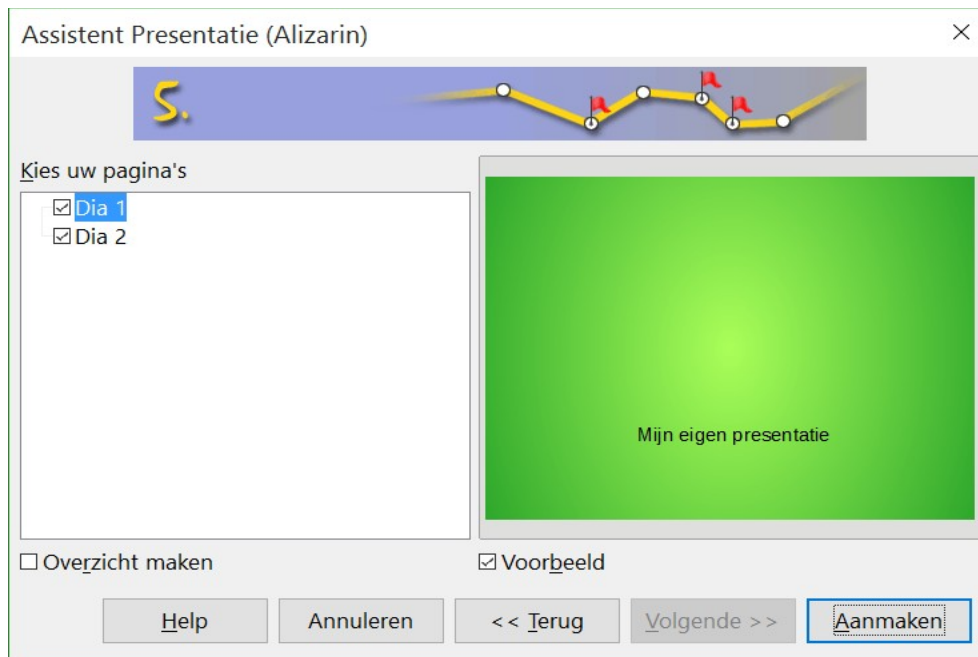 Assistent Presentatie (Alizarin)
5.
Kies uw pagina's
Dia 1
Dia 2
Mijn eigen presentatie
Overzicht maken
Voorbeeld
Help
Annuleren
<< Terug
Volgende >>
Aanmaken